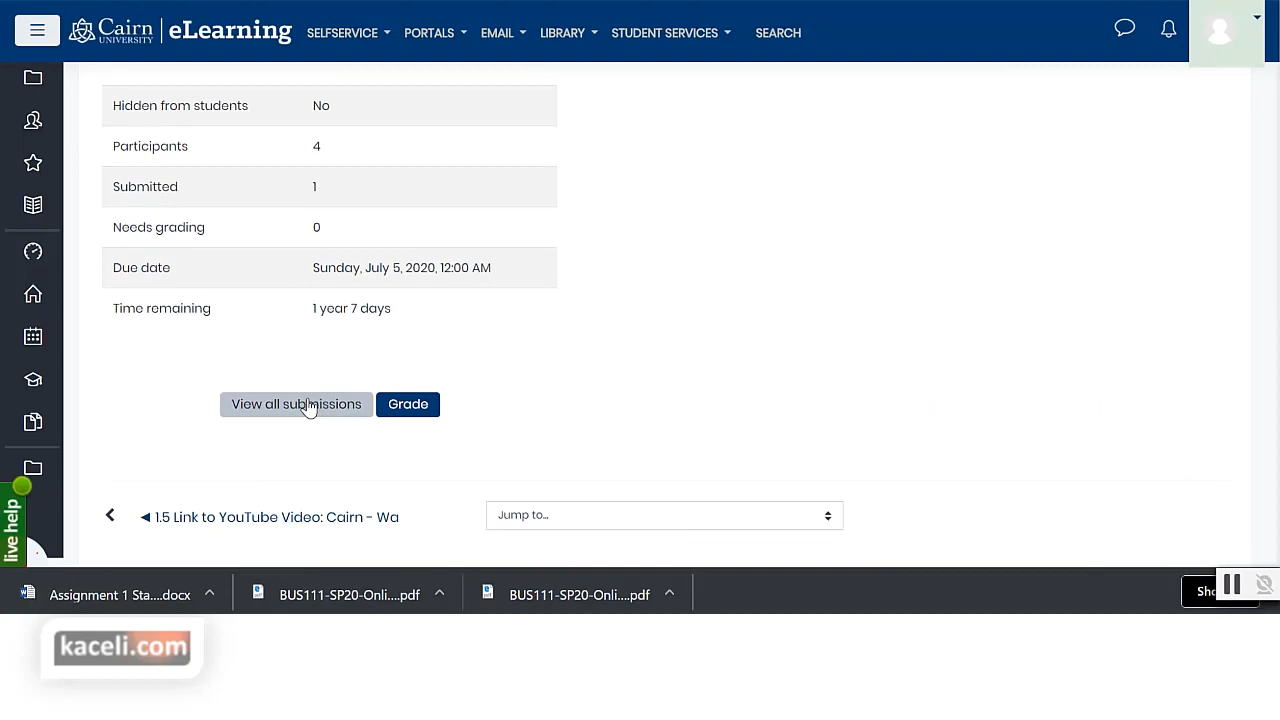 Cairn UNIVERSITY eLearning SELFSERVICE PORTALS EMAIL LIBRARY STUDENT SERVICES SEARCH
Hidden from students No
Participants 4
Submitted 1
Needs grading 0
Due date Sunday, July 5, 2020, 12:00 AM
Time remaining 1 year 7 days
View all submissions Grade
live help
◄ 1.5 Link to YouTube Video: Cairn - Wa Jump to...
Assignment 1 Sta....docx BUS111-SP20-Onli....pdf BUS111-SP20-Onli....pdf
kaceli.com